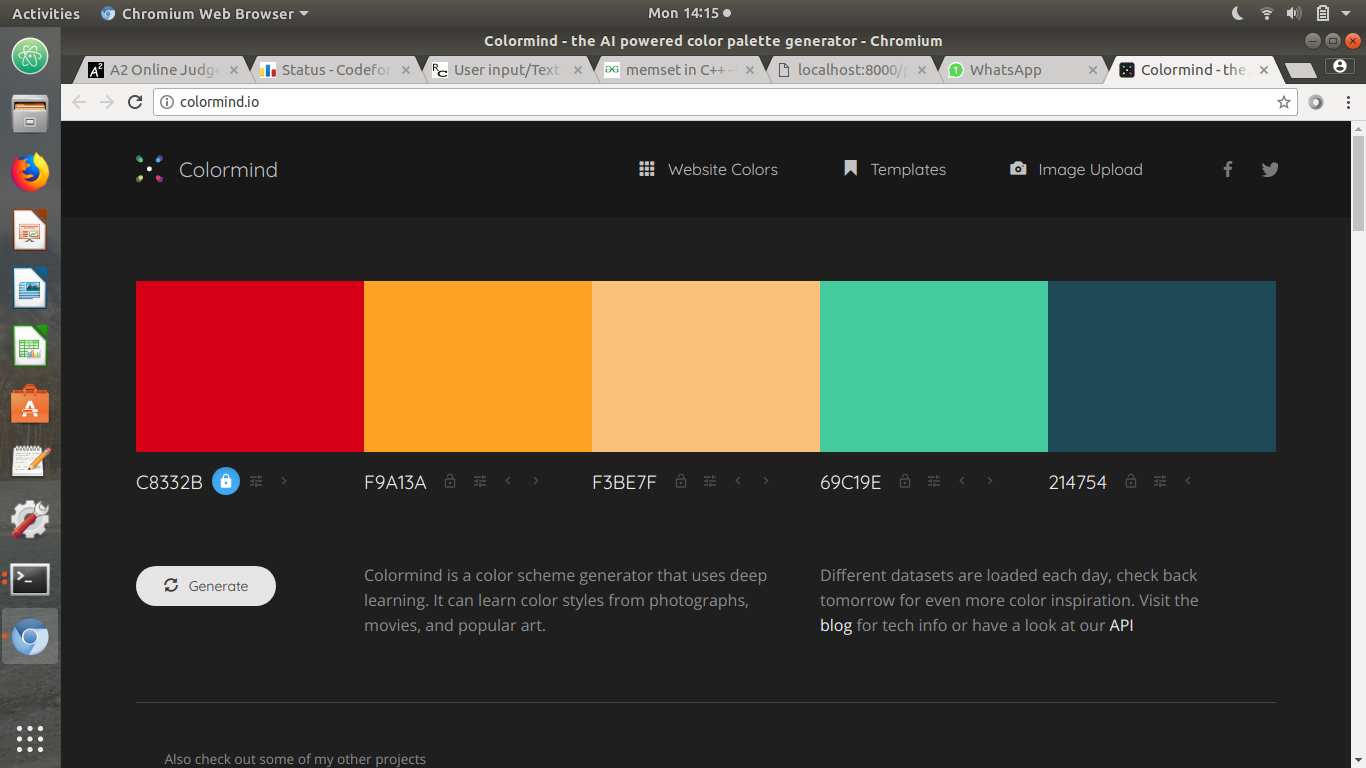 Activities
Chromium Web Browser
Mon 14:15
Colormind - the AI powered color palette generator - Chromium
A2 A2 Online Judge
Status - Codefor
RC User input/Text
memset in C++ -
localhost:8000/
1 WhatsApp
Colormind - the
colormind.io
Colormind
Website Colors
Templates
Image Upload
C8332B
F9A13A
F3BE7F
69C19E
214754
Generate
Colormind is a color scheme generator that uses deep
learning. It can learn color styles from photographs,
movies, and popular art.
Different datasets are loaded each day, check back
tomorrow for even more color inspiration. Visit the
blog for tech info or have a look at our API
Also check out some of my other projects